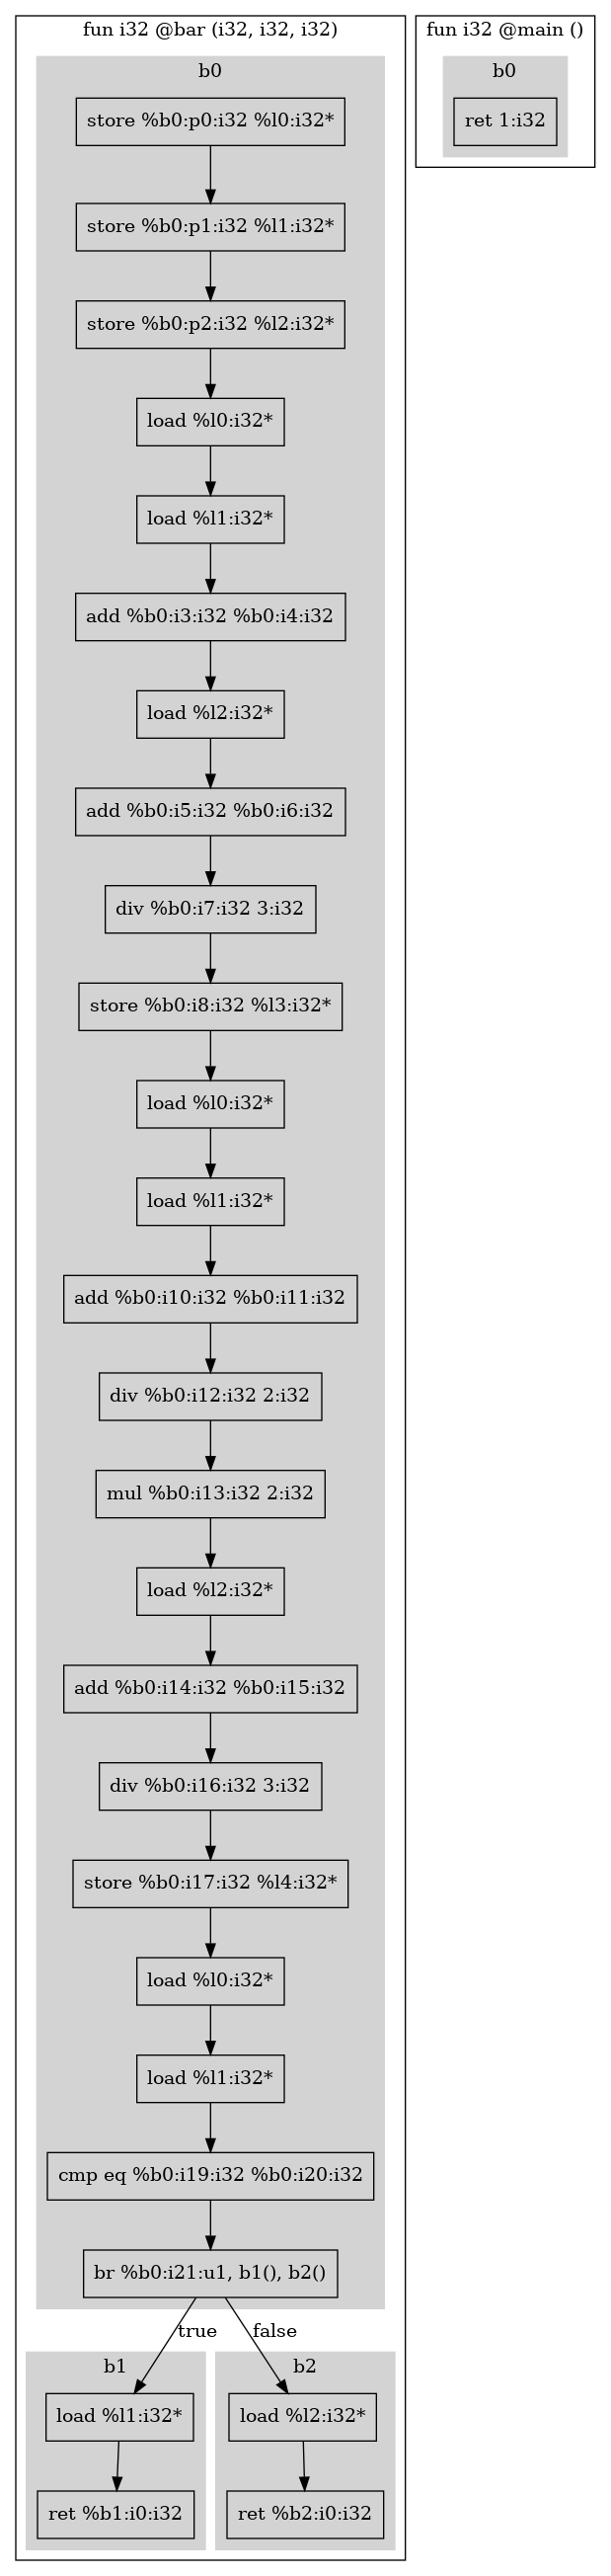 fun i32 @bar (i32, i32, i32)
b0
store %b0:p0:i32 %l0:i32*
store %b0:p1:i32 %l1:i32*
store %b0:p2:i32 %l2:i32*
load %l0:i32*
load %l1:i32*
add %b0:i3:i32 %b0:i4:i32
load %l2:i32*
add %b0:i5:i32 %b0:i6:i32
div %b0:i7:i32 3:i32
store %b0:i8:i32 %l3:i32*
load %l0:i32*
load %l1:i32*
add %b0:i10:i32 %b0:i11:i32
div %b0:i12:i32 2:i32
mul %b0:i13:i32 2:i32
load %l2:i32*
add %b0:i14:i32 %b0:i15:i32
div %b0:i16:i32 3:i32
store %b0:i17:i32 %l4:i32*
load %l0:i32*
load %l1:i32*
cmp eq %b0:i19:i32 %b0:i20:i32
br %b0:i21:u1, b1(), b2()
true
false
b1
load %l1:i32*
ret %b1:i0:i32
b2
load %l2:i32*
ret %b2:i0:i32
fun i32 @main ()
b0
ret 1:i32